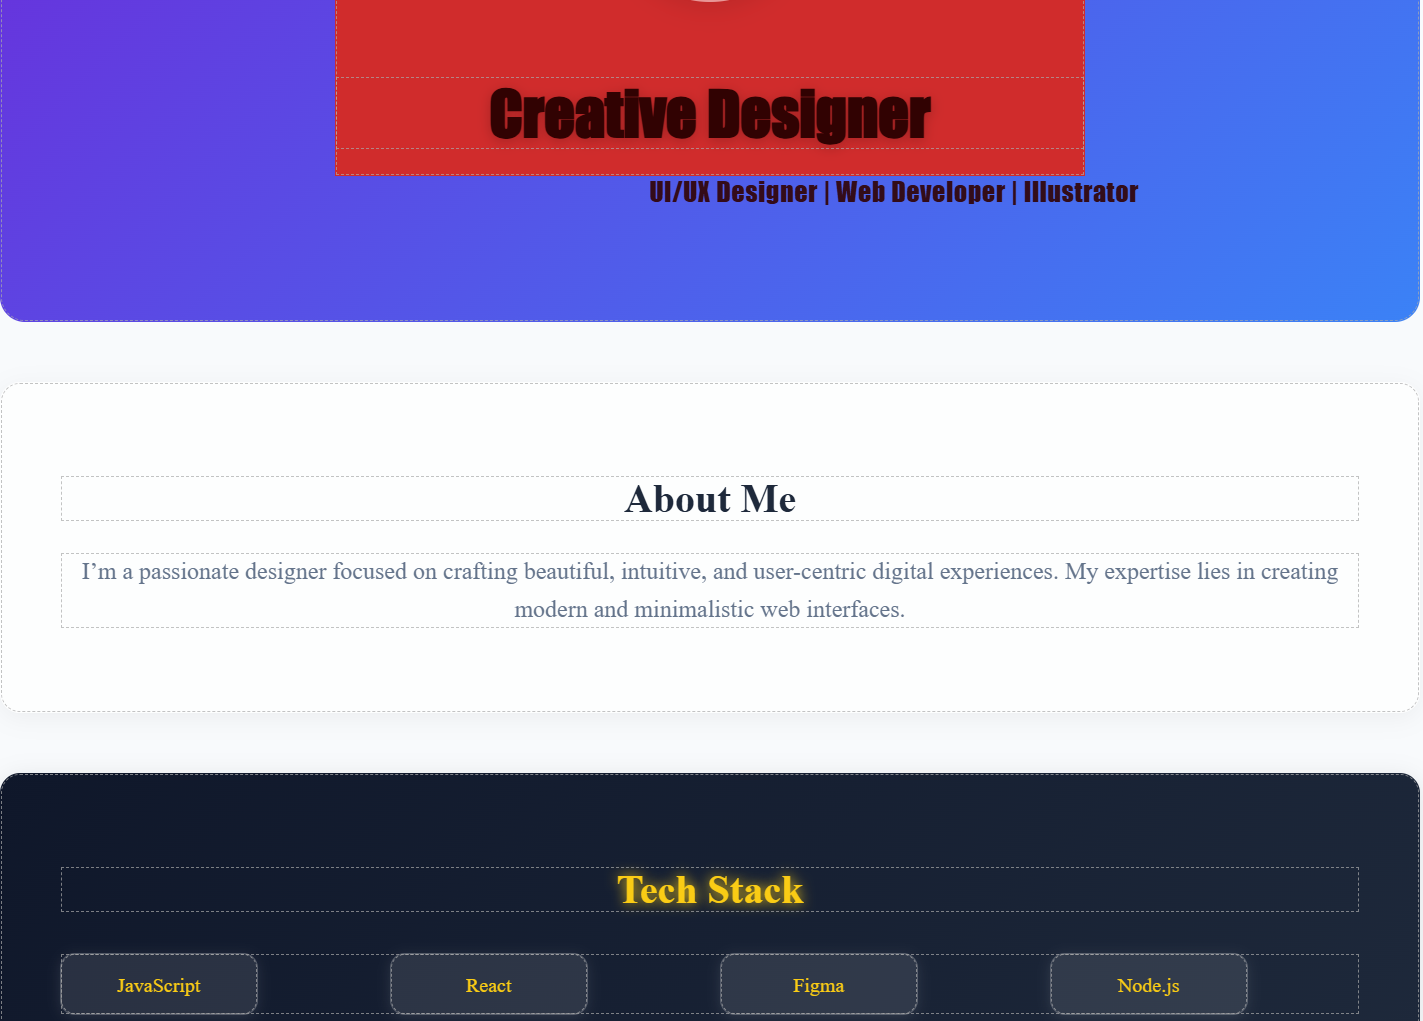 Creative Designer
UI/UX Designer | Web Developer | Illustrator
About Me
I’m a passionate designer focused on crafting beautiful, intuitive, and user-centric digital experiences. My expertise lies in creating
modern and minimalistic web interfaces.
Tech Stack
JavaScript
React
Figma
Node.js